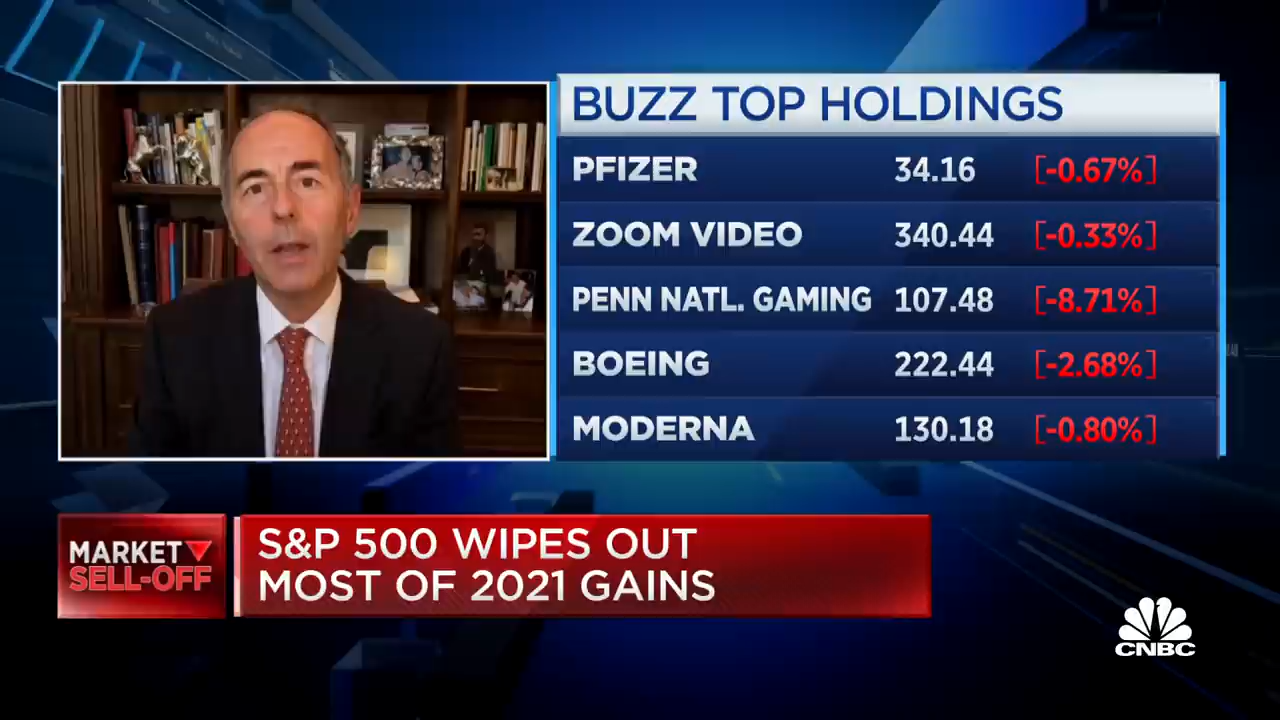 BUZZ TOP HOLDINGS
PFIZER 34.16 [-0.67%]
ZOOM VIDEO 340.44 [-0.33%]
PENN NATL. GAMING 107.48 [-8.71%]
BOEING 222.44 [-2.68%]
MODERNA 130.18 [-0.80%]
MARKET
SELL-OFF
S&P 500 WIPES OUT
MOST OF 2021 GAINS
CNBC